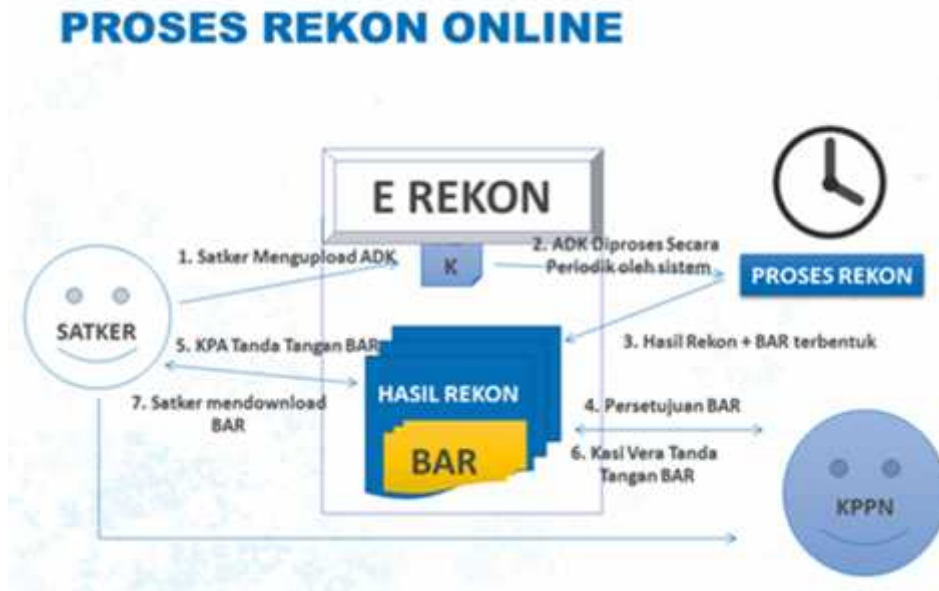 PROSES REKON ONLINE
E REKON
1. Satker Mengupload ADK
K
2. ADK Diproses Secara
Periodik oleh sistem
PROSES REKON
SATKER
3. Hasil Rekon + BAR terbentuk
5. KPA Tanda Tangan BAR
HASIL REKON
7. Satker mendownload
BAR
4. Persetujuan BAR
BAR
6. Kasi Vera Tanda
Tangan BAR
KPPN